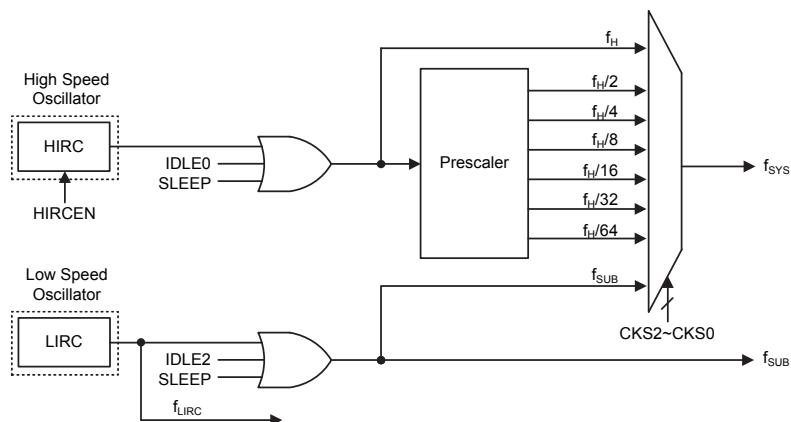 High Speed
Oscillator
HIRC
HIRCEN
IDLE0
SLEEP
Prescaler
fH
fH/2
fH/4
fH/8
fH/16
fH/32
fH/64
fSUB
fSYS
CKS2~CKS0
Low Speed
Oscillator
LIRC
IDLE2
SLEEP
fLIRC
fSUB